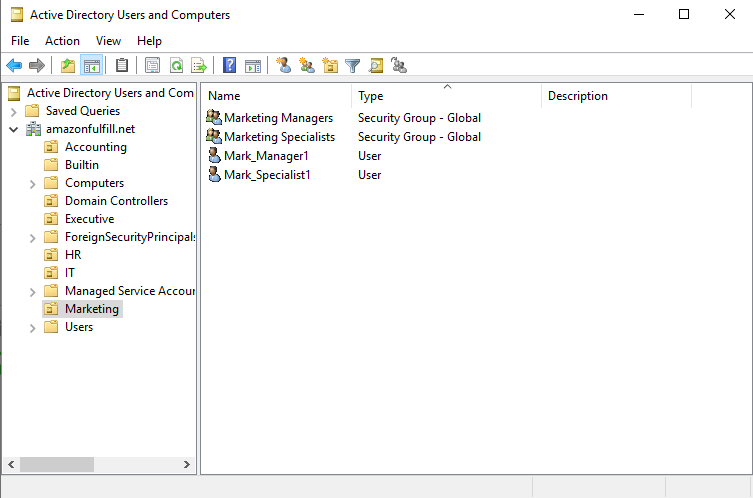 Active Directory Users and Computers
File Action View Help
Active Directory Users and Com
Saved Queries
amazonfulfill.net
Accounting
Builtin
Computers
Domain Controllers
Executive
ForeignSecurityPrincipals
HR
IT
Managed Service Accour
Marketing
Users
Name Type Description
Marketing Managers Security Group - Global
Marketing Specialists Security Group - Global
Mark_Manager1 User
Mark_Specialist1 User